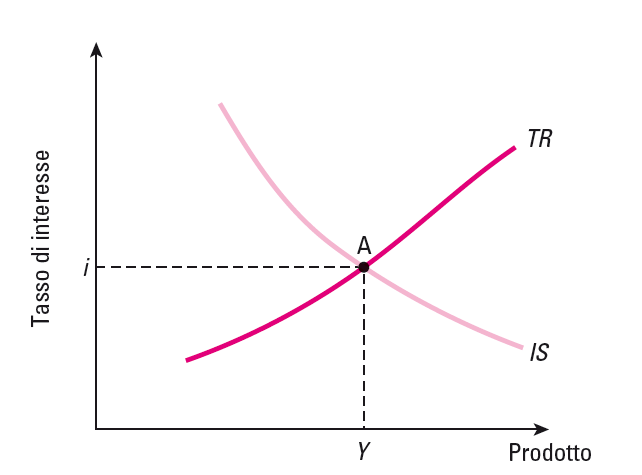 Tasso di interesse
TR
A
i
IS
Y
Prodotto